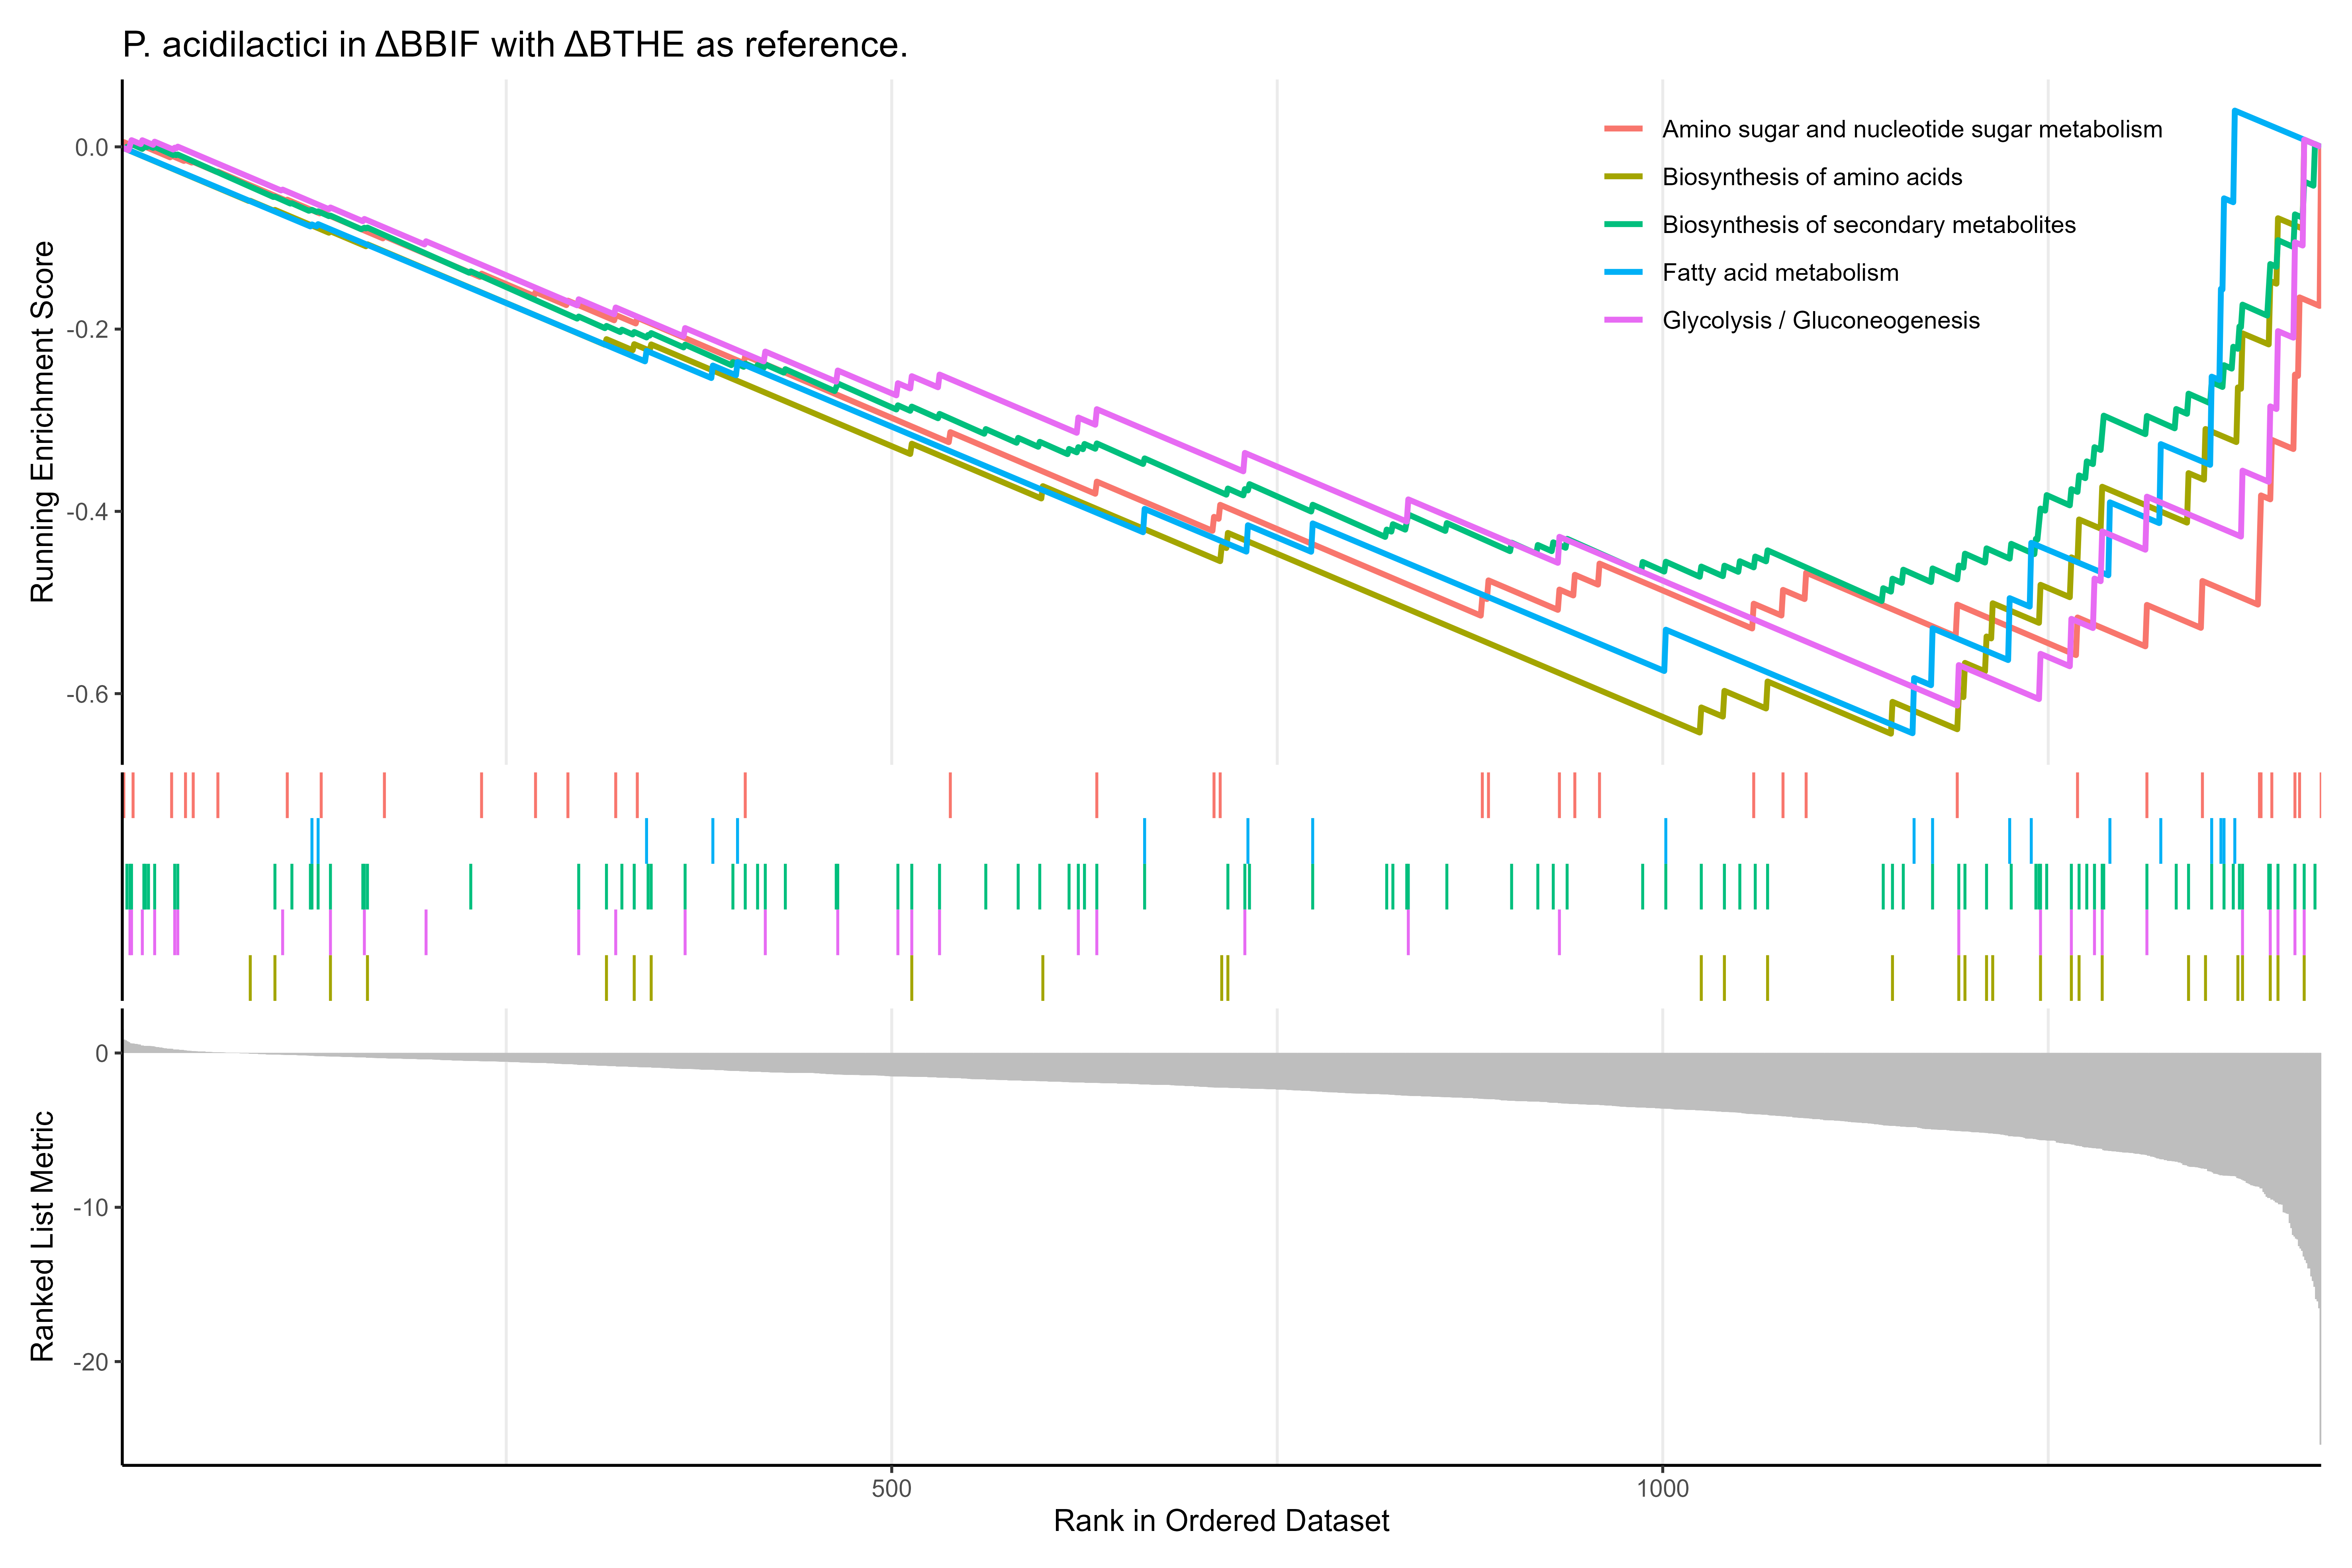 P. acidilactici in ΔBBIF with ΔBTHE as reference.
Running Enrichment Score
0.0
-0.2
-0.4
-0.6
Amino sugar and nucleotide sugar metabolism
Biosynthesis of amino acids
Biosynthesis of secondary metabolites
Fatty acid metabolism
Glycolysis / Gluconeogenesis
Ranked List Metric
0
-10
-20
500
1000
Rank in Ordered Dataset